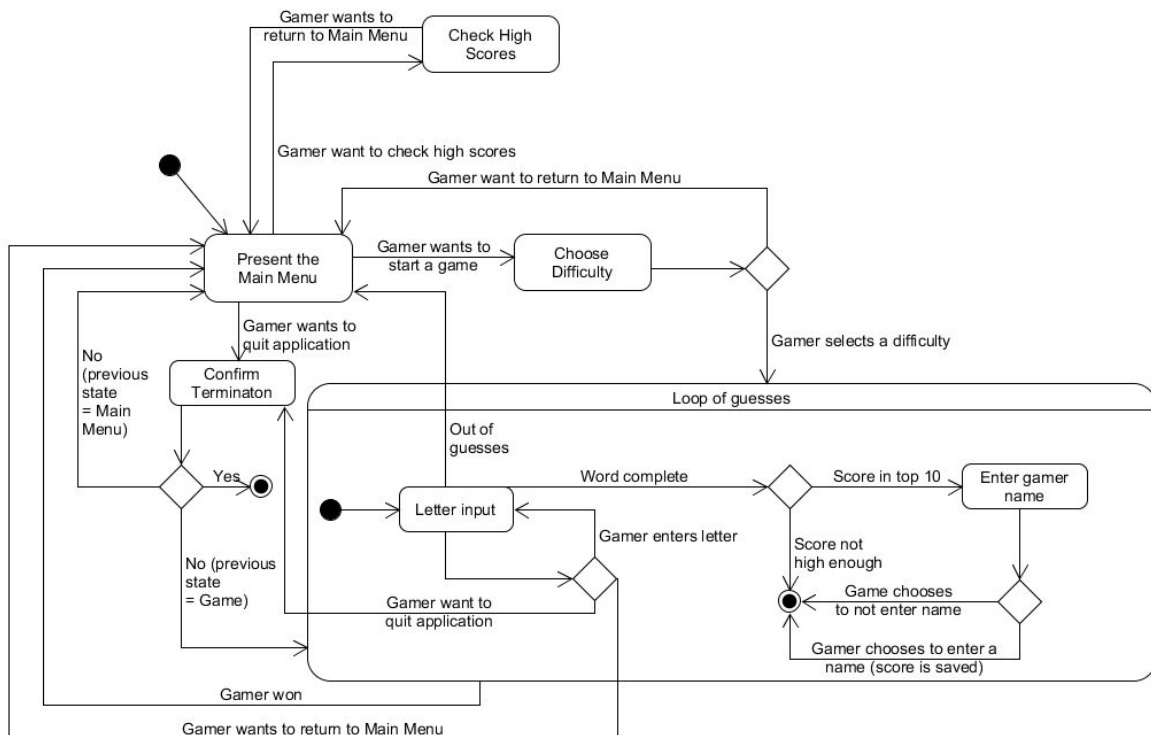 Gamer wants to
return to Main Menu
Check High
Scores
Gamer want to check high scores
Gamer want to return to Main Menu
Present the
Main Menu
Gamer wants to
start a game
Choose
Difficulty
Gamer wants to
quit application
Gamer selects a difficulty
No
(previous
state
= Main
Menu)
Confirm
Terminaton
Loop of guesses
Out of
guesses
Yes
Word complete
Score in top 10
Enter gamer
name
Letter input
Gamer enters letter
Score not
high enough
No (previous
state
= Game)
Gamer want to
quit application
Game chooses
to not enter name
Gamer chooses to enter a
name (score is saved)
Gamer won
Gamer wants to return to Main Menu